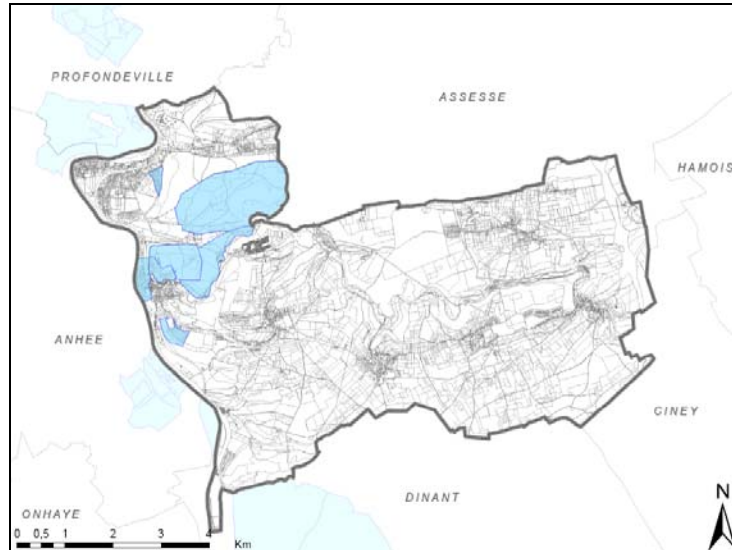 PROFONDEVILLE
ASSESSE
HAMOIS
ANHEE
CINEY
DINANT
ONHAYE
N
0 0,5 1 2 3 4
Km